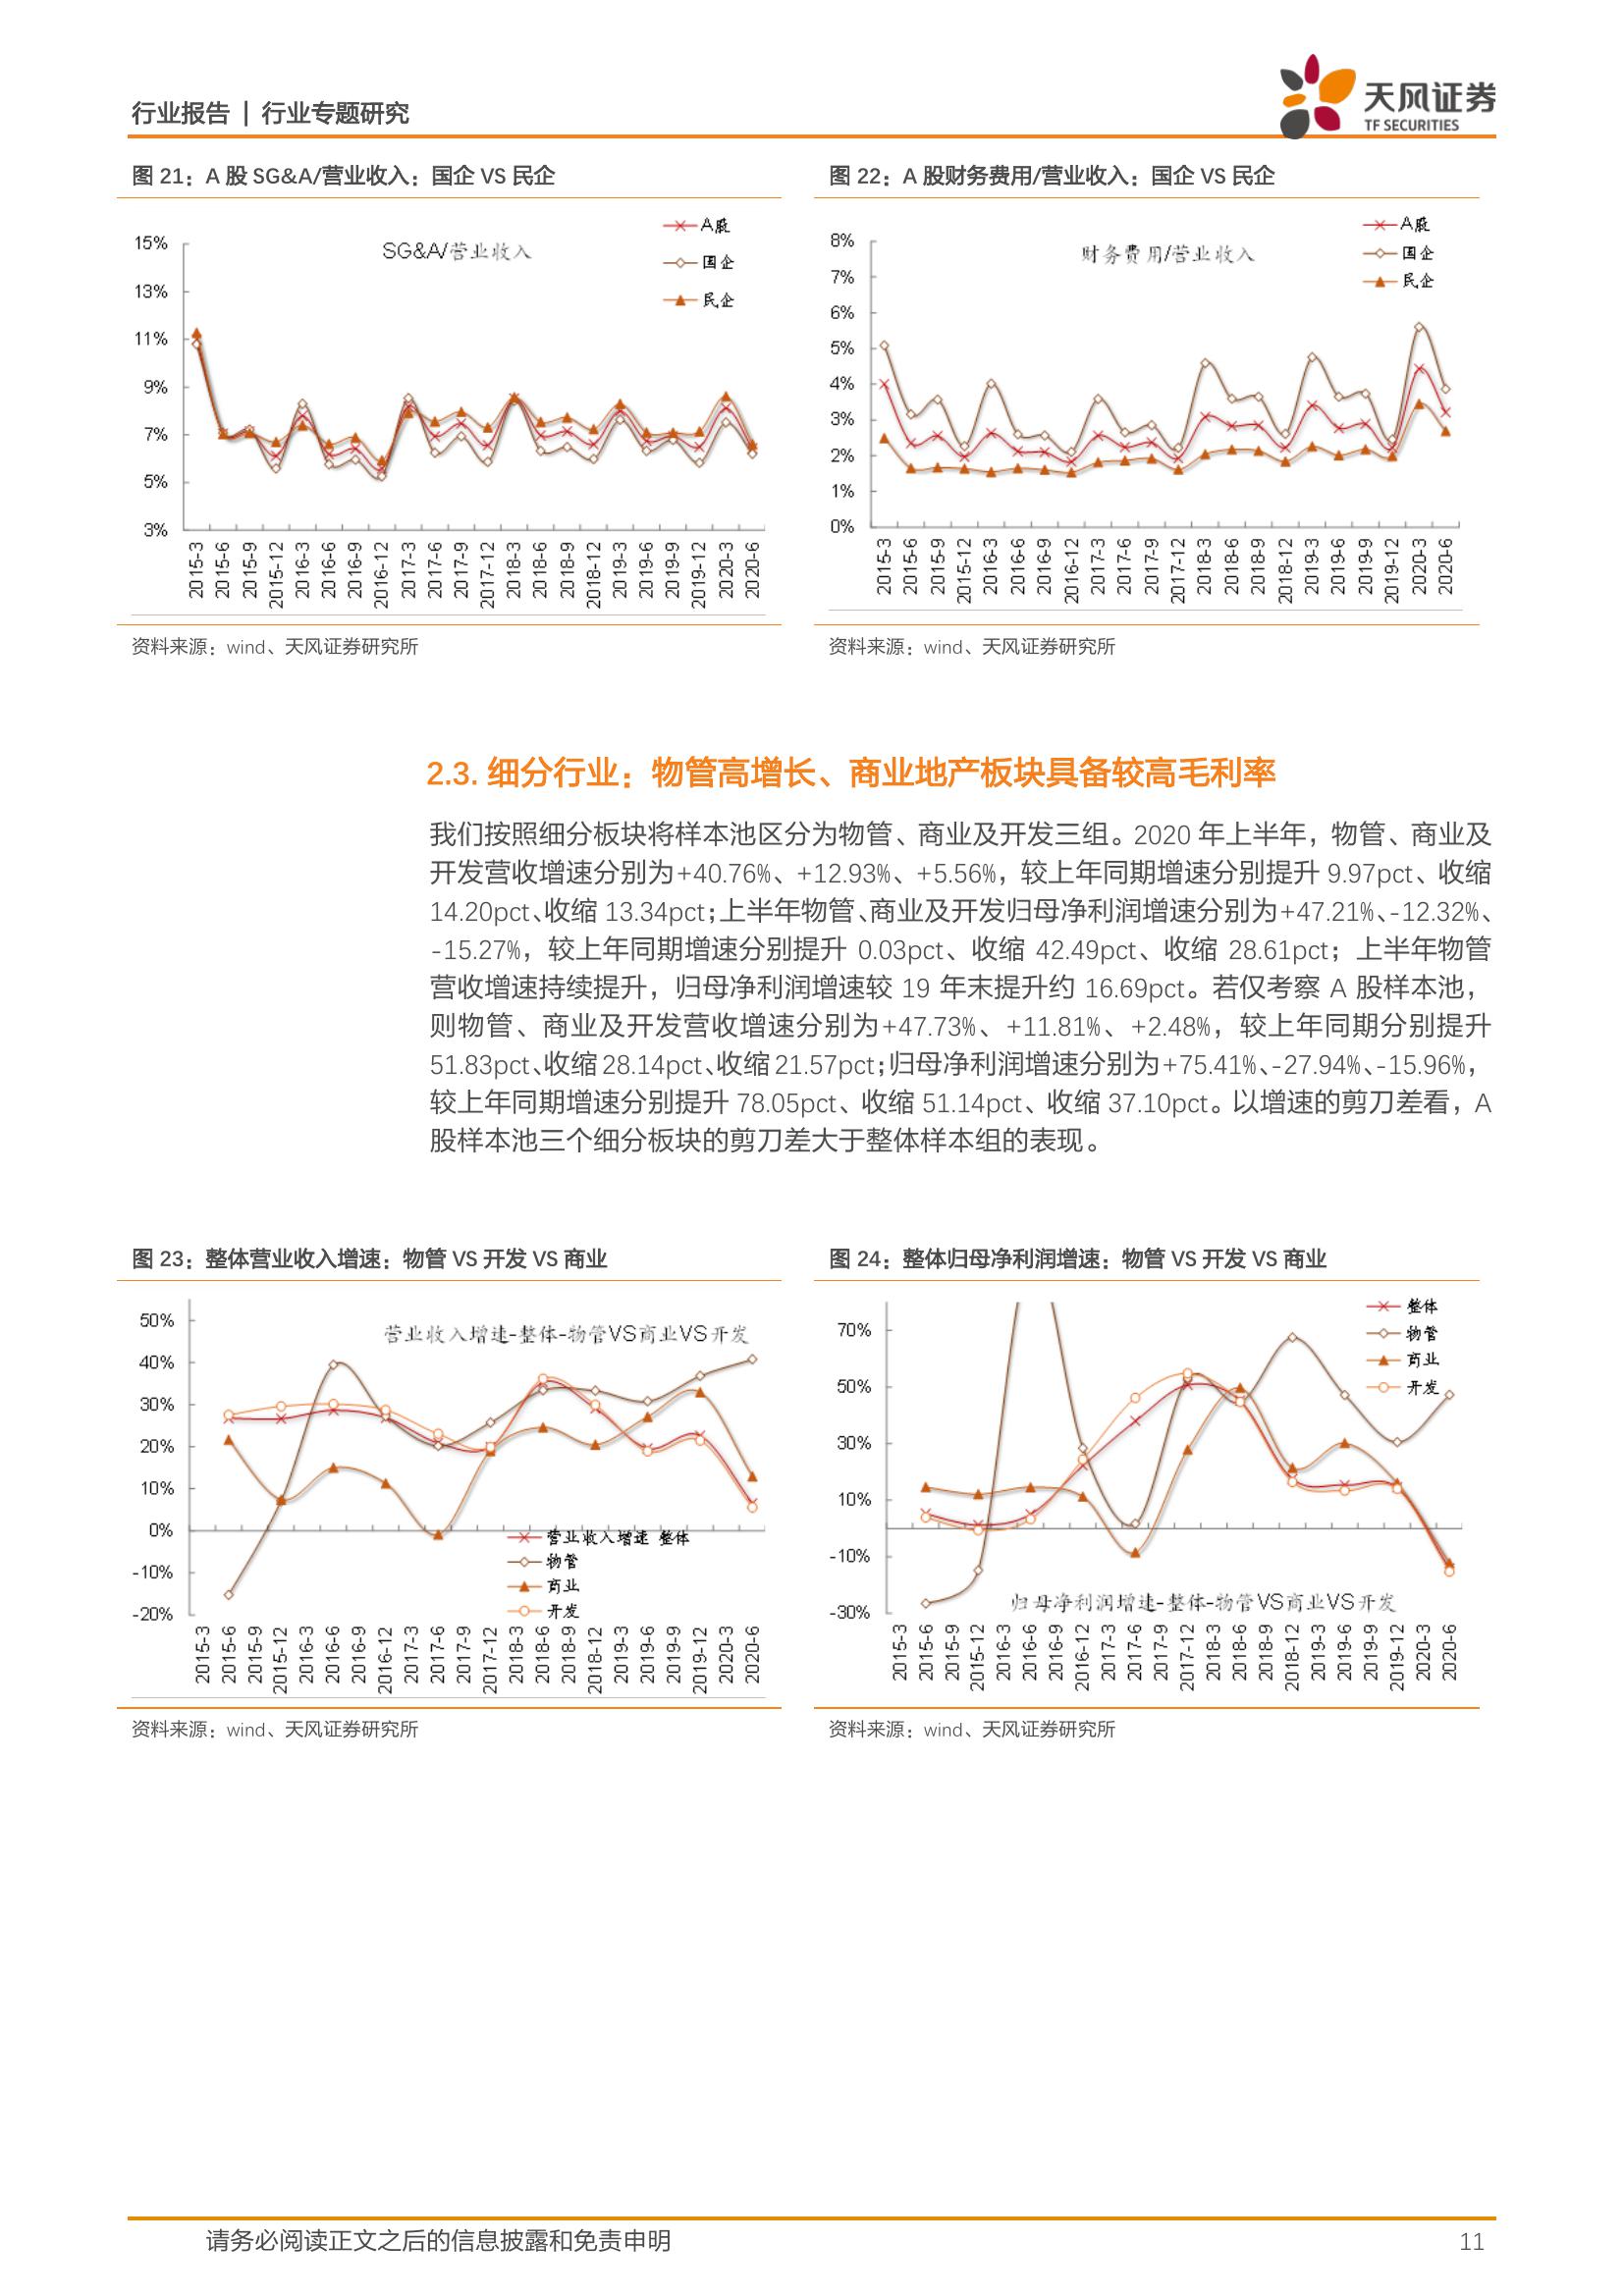 行业报告 | 行业专题研究
天风证券
TF SECURITIES
图 21：A 股 SG&A/营业收入：国企 VS 民企
SG&A/营业收入
A股
国企
民企
15%
13%
11%
9%
7%
5%
3%
2015-3
2015-6
2015-9
2015-12
2016-3
2016-6
2016-9
2016-12
2017-3
2017-6
2017-9
2017-12
2018-3
2018-6
2018-9
2018-12
2019-3
2019-6
2019-9
2019-12
2020-3
2020-6
资料来源：wind、天风证券研究所
图 22：A 股财务费用/营业收入：国企 VS 民企
财务费用/营业收入
A股
国企
民企
8%
7%
6%
5%
4%
3%
2%
1%
0%
2015-3
2015-6
2015-9
2015-12
2016-3
2016-6
2016-9
2016-12
2017-3
2017-6
2017-9
2017-12
2018-3
2018-6
2018-9
2018-12
2019-3
2019-6
2019-9
2019-12
2020-3
2020-6
资料来源：wind、天风证券研究所
2.3. 细分行业：物管高增长、商业地产板块具备较高毛利率
我们按照细分板块将样本池区分为物管、商业及开发三组。2020 年上半年，物管、商业及
开发营收增速分别为+40.76%、+12.93%、+5.56%，较上年同期增速分别提升 9.97pct、收缩
14.20pct、收缩 13.34pct；上半年物管、商业及开发归母净利润增速分别为+47.21%、-12.32%、
-15.27%，较上年同期增速分别提升 0.03pct、收缩 42.49pct、收缩 28.61pct；上半年物管
营收增速持续提升，归母净利润增速较 19 年末提升约 16.69pct。若仅考察 A 股样本池，
则物管、商业及开发营收增速分别为+47.73%、+11.81%、+2.48%，较上年同期分别提升
51.83pct、收缩 28.14pct、收缩 21.57pct；归母净利润增速分别为+75.41%、-27.94%、-15.96%，
较上年同期增速分别提升 78.05pct、收缩 51.14pct、收缩 37.10pct。以增速的剪刀差看，A
股样本池三个细分板块的剪刀差大于整体样本组的表现。
图 23：整体营业收入增速：物管 VS 开发 VS 商业
营业收入增速-整体-物管VS商业VS开发
50%
40%
30%
20%
10%
0%
-10%
-20%
营业收入增速 整体
物管
商业
开发
2015-3
2015-6
2015-9
2015-12
2016-3
2016-6
2016-9
2016-12
2017-3
2017-6
2017-9
2017-12
2018-3
2018-6
2018-9
2018-12
2019-3
2019-6
2019-9
2019-12
2020-3
2020-6
资料来源：wind、天风证券研究所
图 24：整体归母净利润增速：物管 VS 开发 VS 商业
整体
物管
商业
开发
70%
50%
30%
10%
-10%
-30%
归母净利润增速-整体-物管VS商业VS开发
2015-3
2015-6
2015-9
2015-12
2016-3
2016-6
2016-9
2016-12
2017-3
2017-6
2017-9
2017-12
2018-3
2018-6
2018-9
2018-12
2019-3
2019-6
2019-9
2019-12
2020-3
2020-6
资料来源：wind、天风证券研究所
请务必阅读正文之后的信息披露和免责申明
11